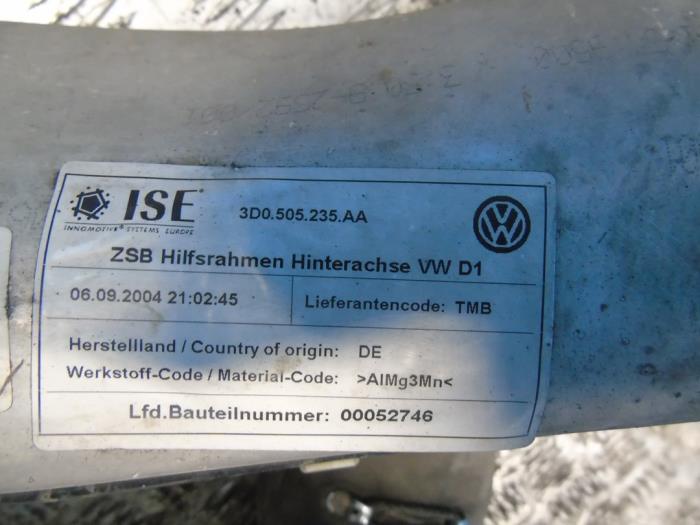 ISE 3D0.505.235.AA
INNOMOTIVE SYSTEMS EUROPE
ZSB Hilfsrahmen Hinterachse VW D1
06.09.2004 21:02:45 Lieferantencode: TMB
Herstellland / Country of origin: DE
Werkstoff-Code / Material-Code: >AlMg3Mn<
Lfd.Bauteilnummer: 00052746